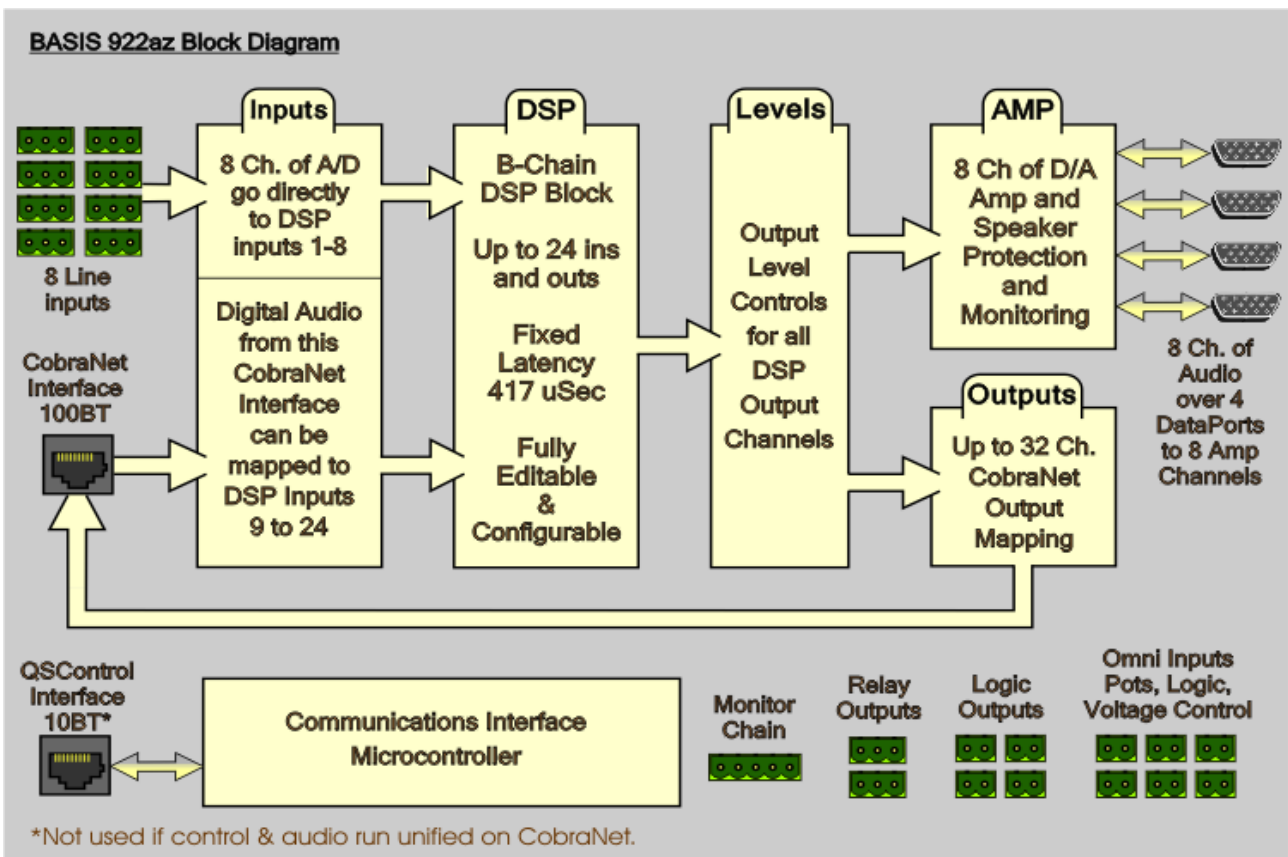 BASIS 922az Block Diagram
8 Line
inputs
CobraNet
Interface
100BT
Inputs
8 Ch. of A/D
go directly
to DSP
inputs 1-8
Digital Audio
from this
CobraNet
Interface
can be
mapped to
DSP Inputs
9 to 24
DSP
B-Chain
DSP Block
Up to 24 ins
and outs
Fixed
Latency
417 uSec
Fully
Editable
&
Configurable
Levels
Output
Level
Controls
for all
DSP
Output
Channels
AMP
8 Ch of D/A
Amp and
Speaker
Protection
and
Monitoring
8 Ch. of
Audio
over 4
DataPorts
to 8 Amp
Channels
Outputs
Up to 32 Ch.
CobraNet
Output
Mapping
QSControl
Interface
10BT*
Communications Interface
Microcontroller
Monitor
Chain
Relay
Outputs
Logic
Outputs
Omni Inputs
Pots, Logic,
Voltage Control
*Not used if control & audio run unified on CobraNet.